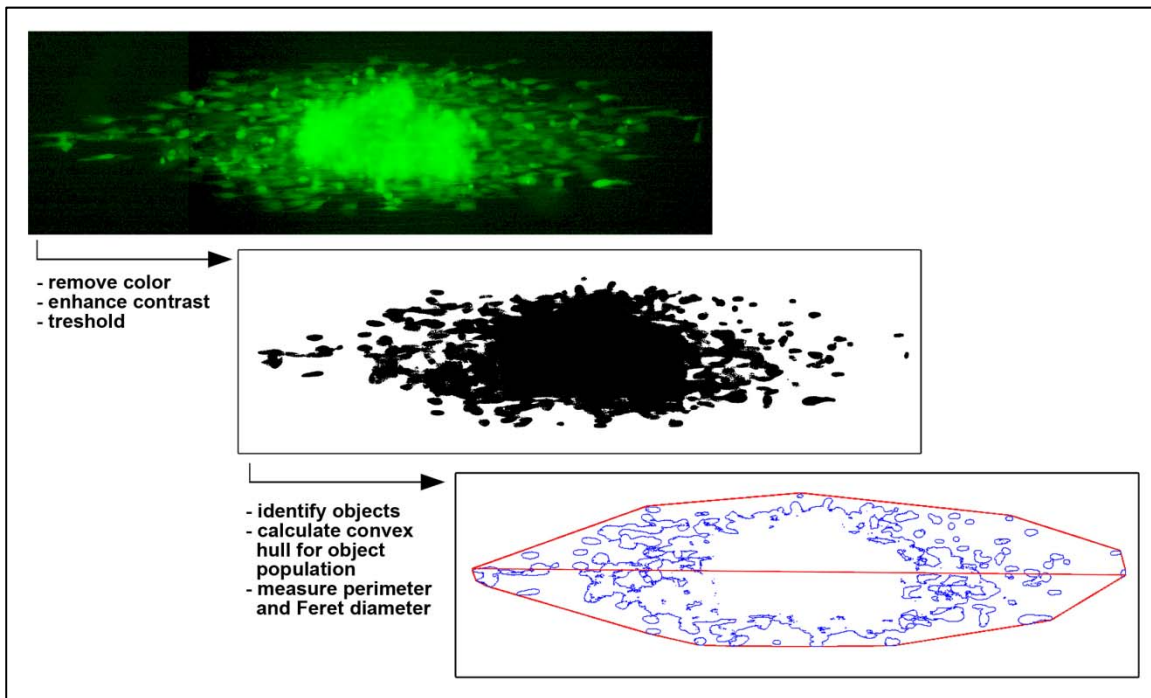 - remove color
- enhance contrast
- treshold
- identify objects
- calculate convex
hull for object
population
- measure perimeter
and Feret diameter